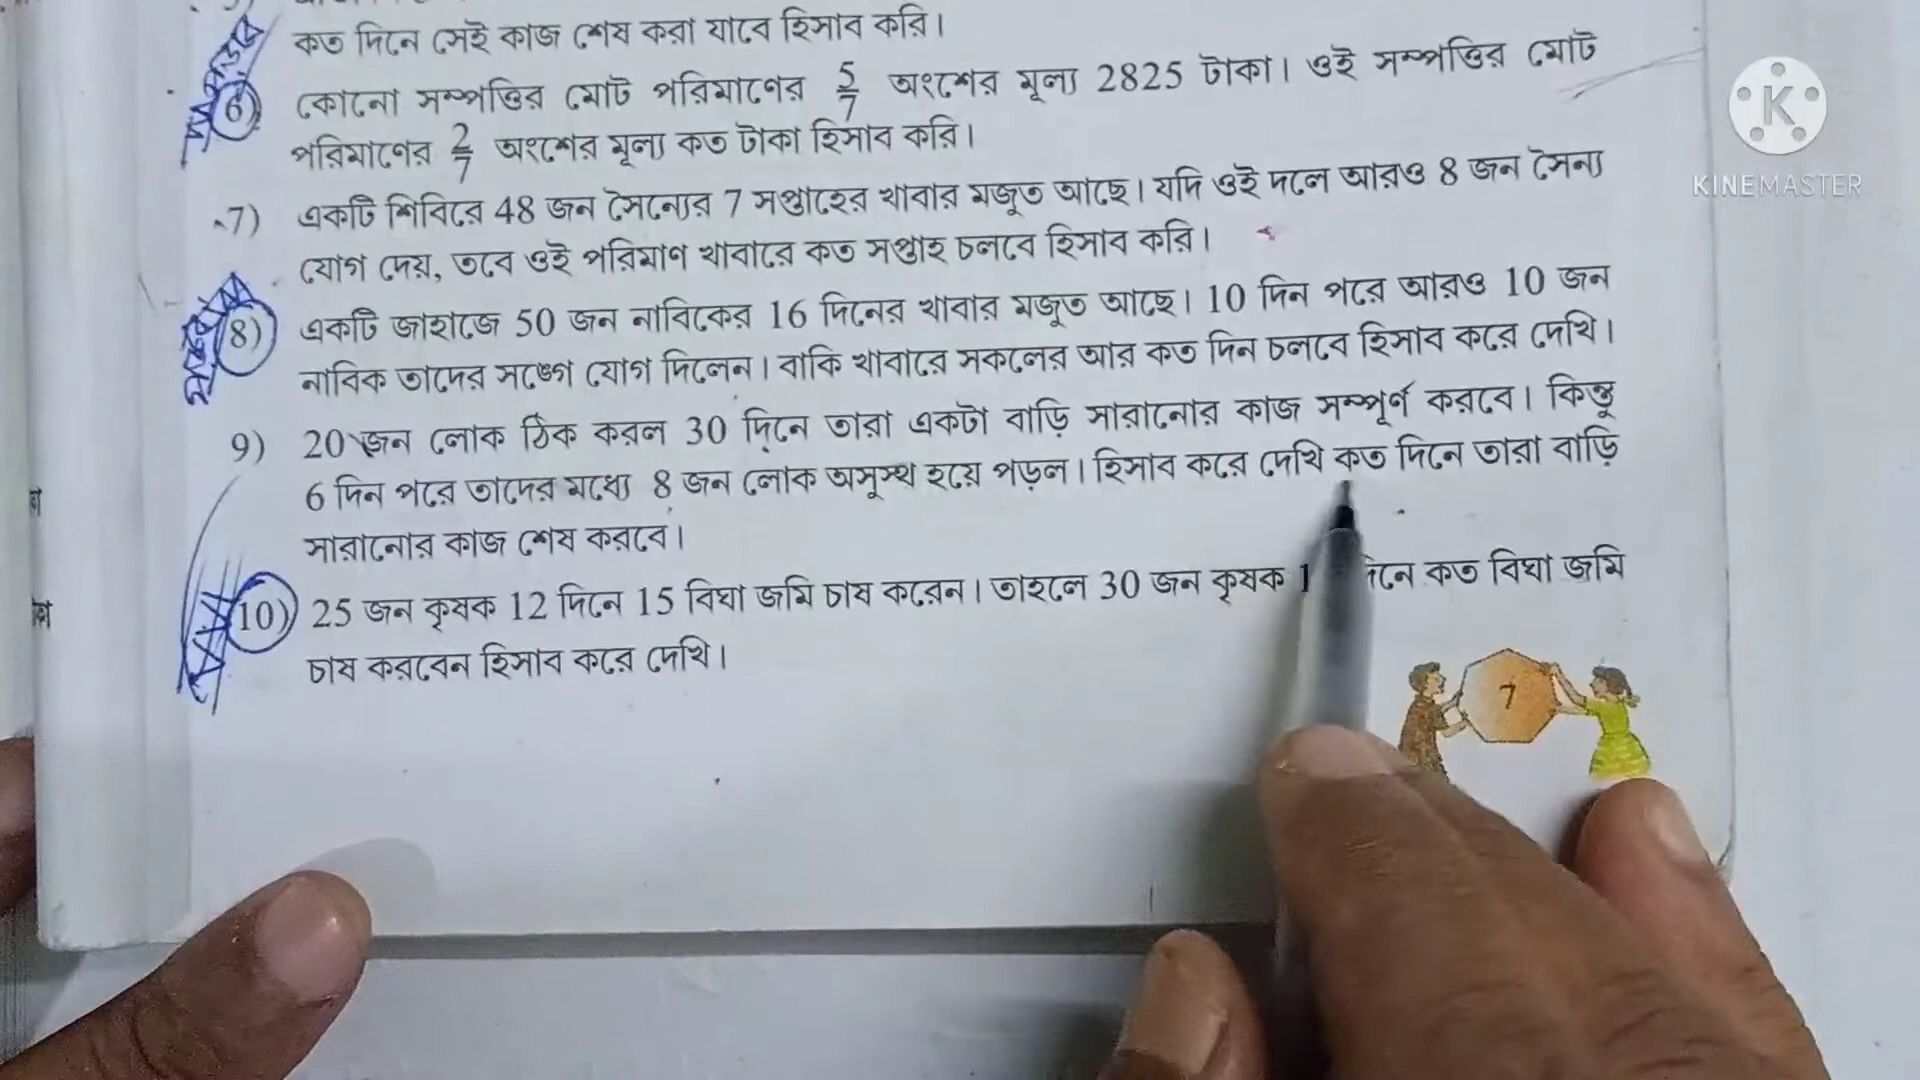 কত দিনে সেই কাজ শেষ করা যাবে হিসাব করি।
6) কোনো সম্পত্তির মোট পরিমাণের 5/7 অংশের মূল্য 2825 টাকা। ওই সম্পত্তির মোট
পরিমাণের 2/7 অংশের মূল্য কত টাকা হিসাব করি।
7) একটি শিবিরে 48 জন সৈন্যের 7 সপ্তাহের খাবার মজুত আছে। যদি ওই দলে আরও 8 জন সৈন্য
যোগ দেয়, তবে ওই পরিমাণ খাবারে কত সপ্তাহ চলবে হিসাব করি।
8) একটি জাহাজে 50 জন নাবিকের 16 দিনের খাবার মজুত আছে। 10 দিন পরে আরও 10 জন
নাবিক তাদের সঙ্গে যোগ দিলেন। বাকি খাবারে সকলের আর কত দিন চলবে হিসাব করে দেখি।
9) 20 জন লোক ঠিক করল 30 দিনে তারা একটা বাড়ি সারানোর কাজ সম্পূর্ণ করবে। কিন্তু
6 দিন পরে তাদের মধ্যে 8 জন লোক অসুস্থ হয়ে পড়ল। হিসাব করে দেখি কত দিনে তারা বাড়ি
সারানোর কাজ শেষ করবে।
10) 25 জন কৃষক 12 দিনে 15 বিঘা জমি চাষ করেন। তাহলে 30 জন কৃষক কত বিঘা জমি
চাষ করবেন হিসাব করে দেখি।
7
K
KINEMASTER